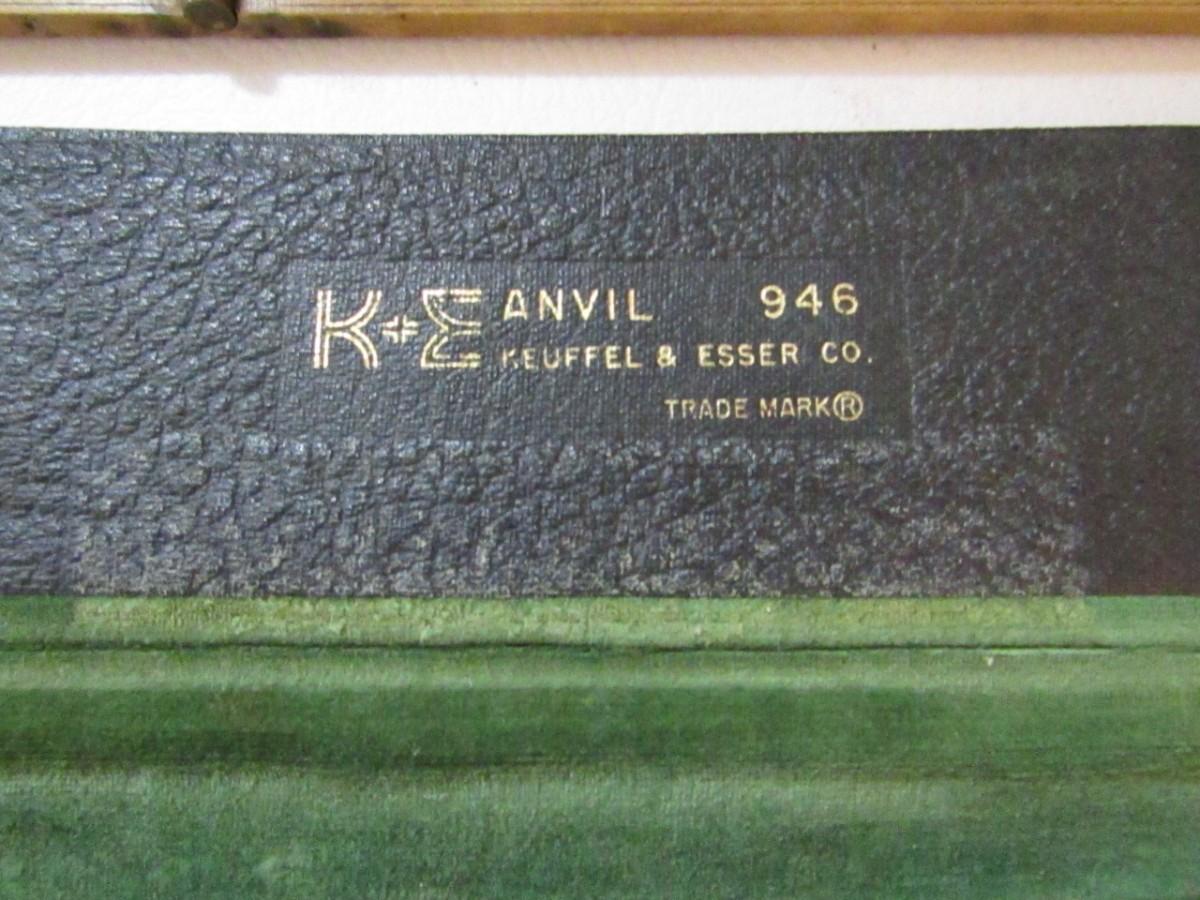 K+E ANVIL 946
KEUFFEL & ESSER CO.
TRADE MARK®